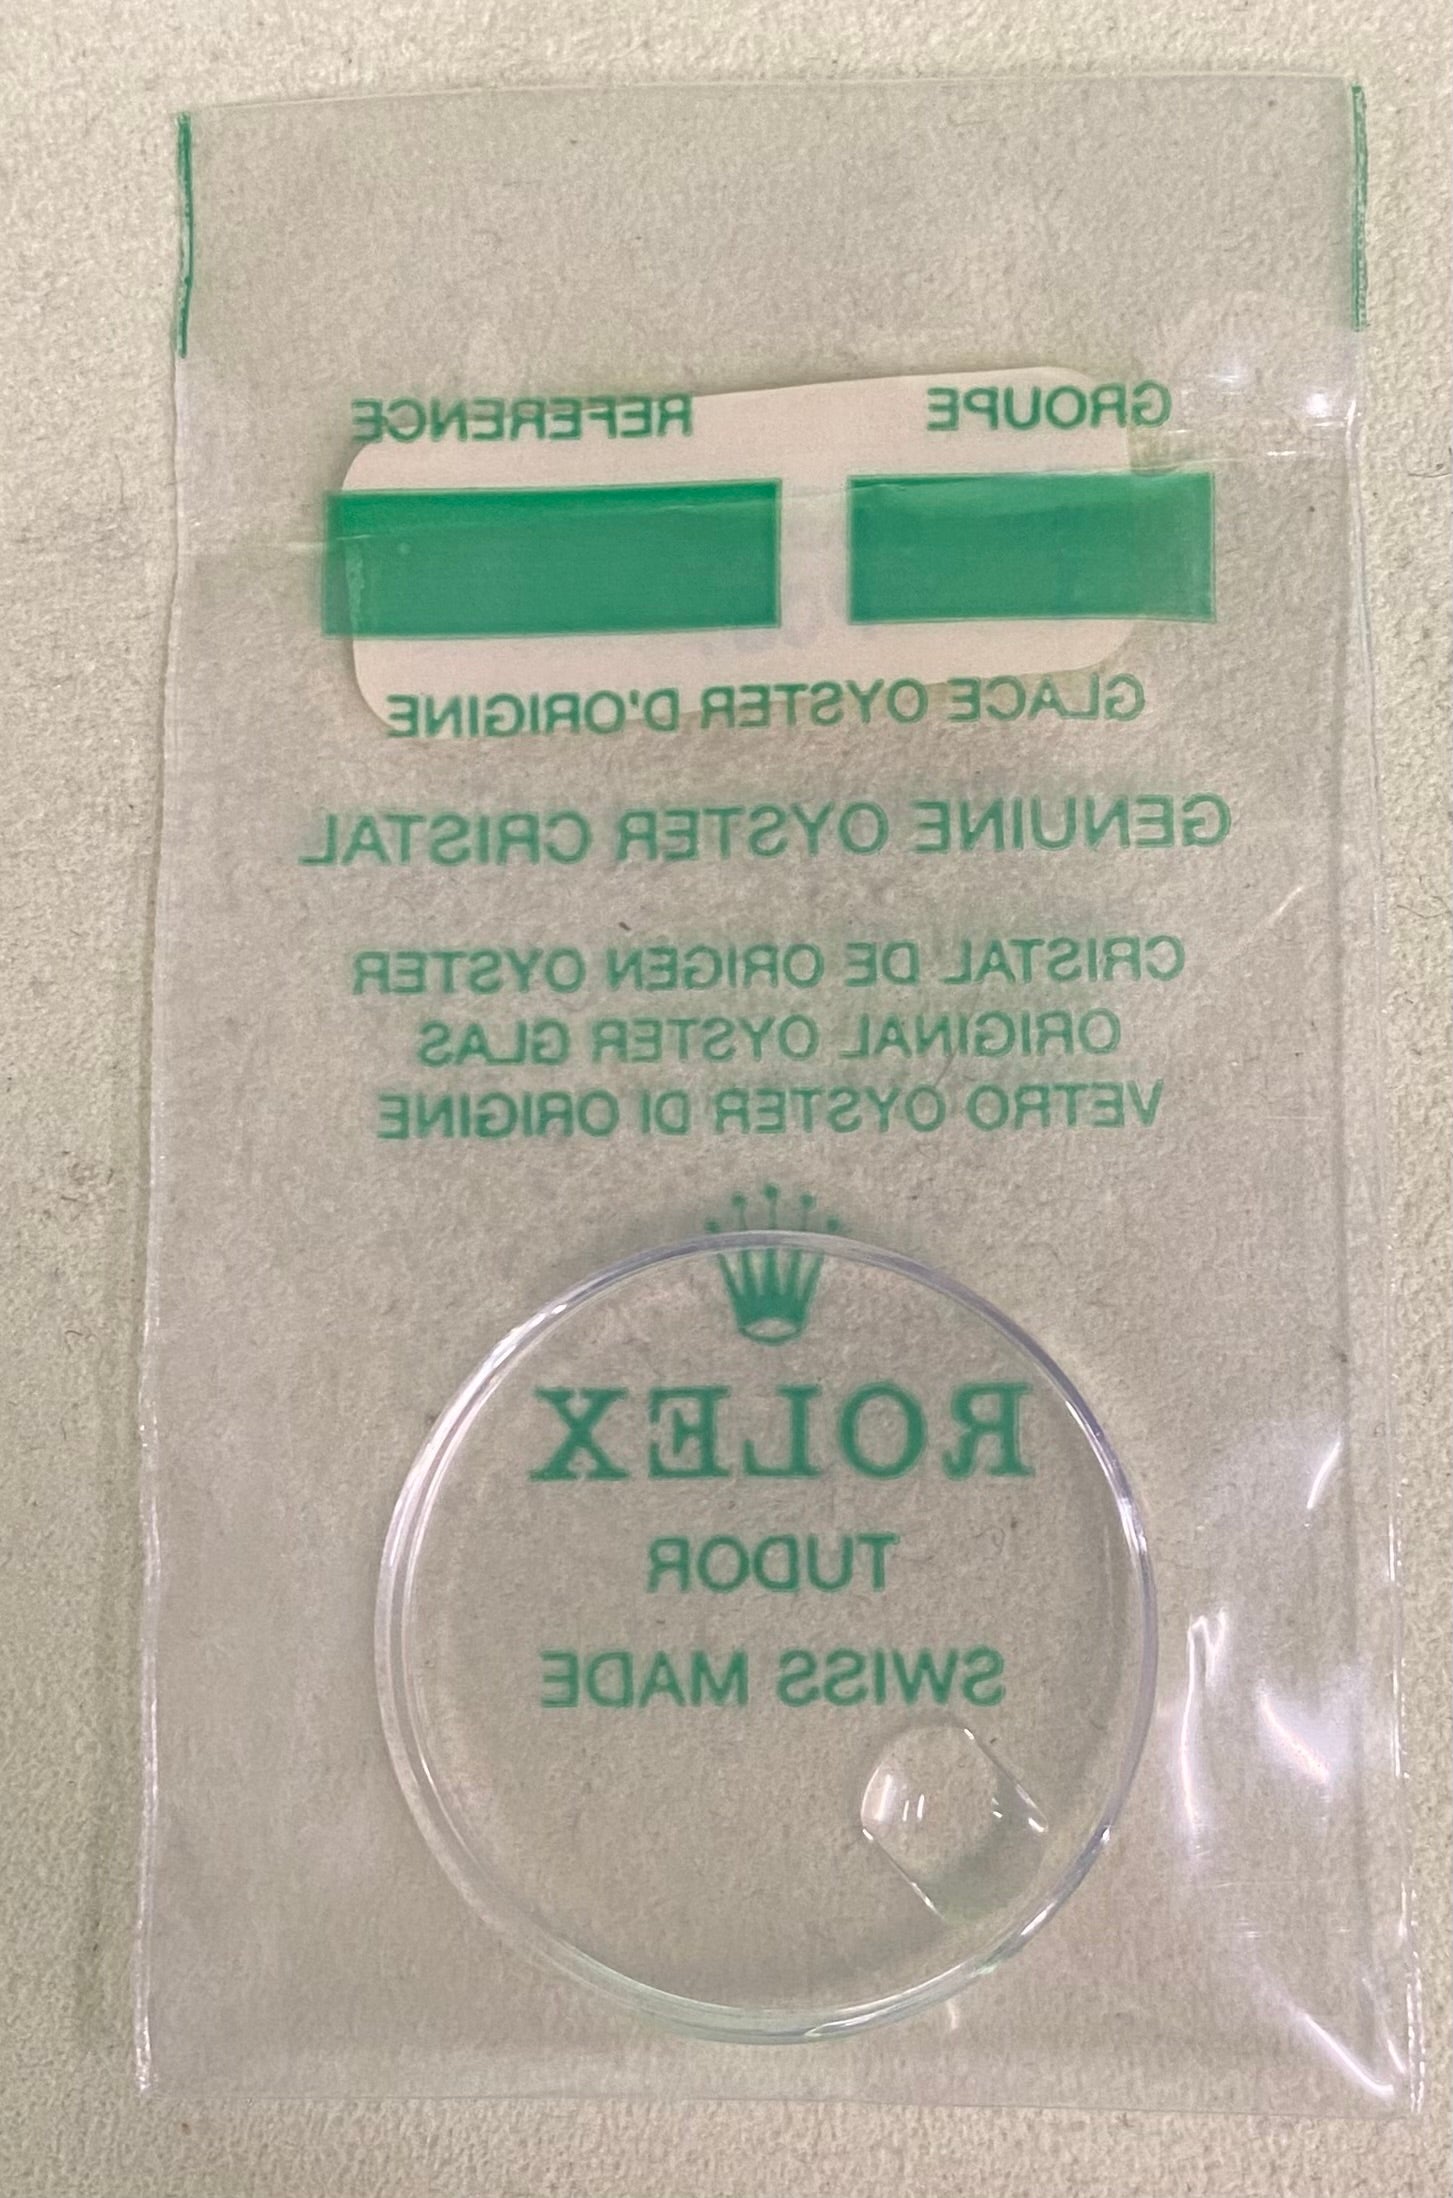 GROUPE REFERENCE
GLACE OYSTER D'ORIGINE
GENUINE OYSTER CRISTAL
CRISTAL DE ORIGEN OYSTER
ORIGINAL OYSTER GLAS
VETRO OYSTER DI ORIGINE
ROLEX
TUDOR
SWISS MADE